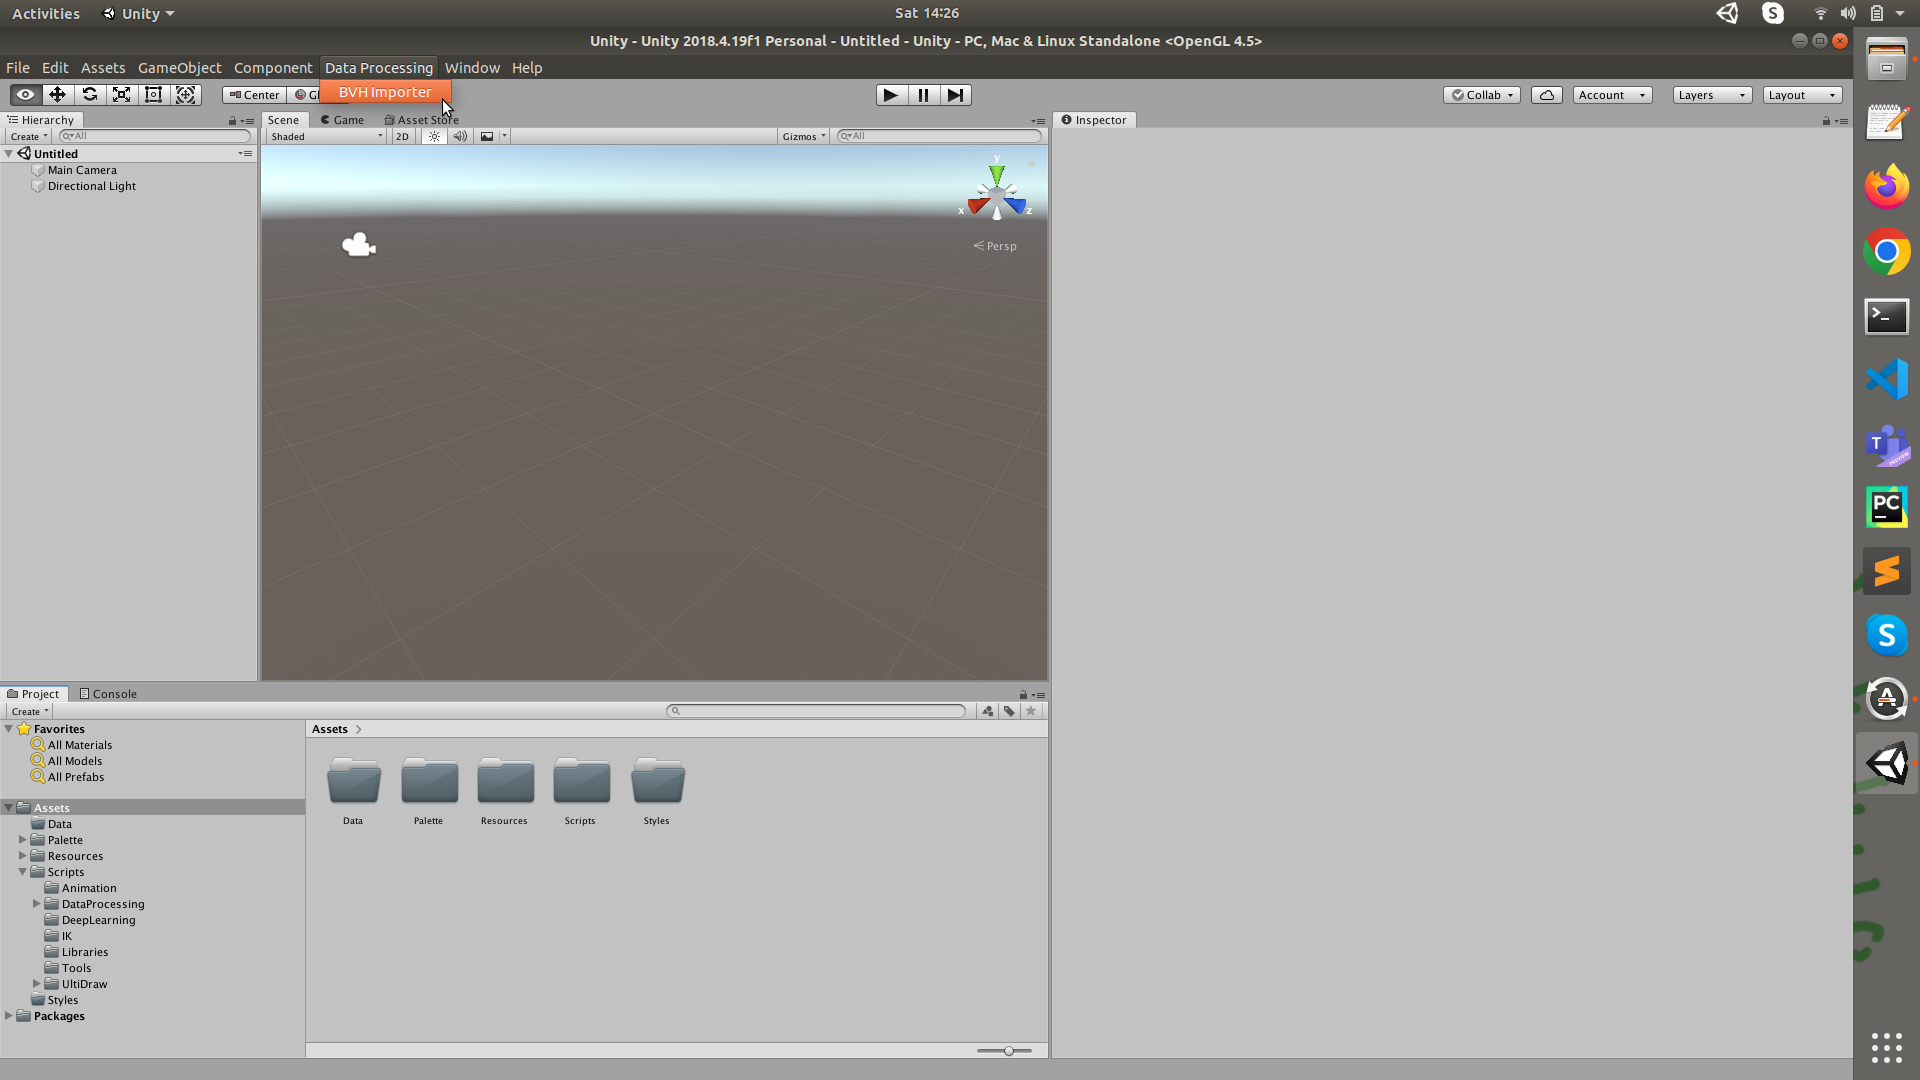 Activities Unity Sat 14:26 S
Unity - Unity 2018.4.19f1 Personal - Untitled - Unity - PC, Mac & Linux Standalone <OpenGL 4.5>
File Edit Assets GameObject Component Data Processing Window Help
BVH Importer
Center Gl Collab Account Layers Layout
Hierarchy Scene Game Asset Store Inspector
Create All Shaded 2D Gizmos All
Untitled
Main Camera
Directional Light
y
x z
Persp
Project Console
Create
Favorites
All Materials
All Models
All Prefabs
Assets
Data
Palette
Resources
Scripts
Animation
DataProcessing
DeepLearning
IK
Libraries
Tools
UltiDraw
Styles
Packages
Assets
Data Palette Resources Scripts Styles
>_
T
PREVIEW
PC
S
A